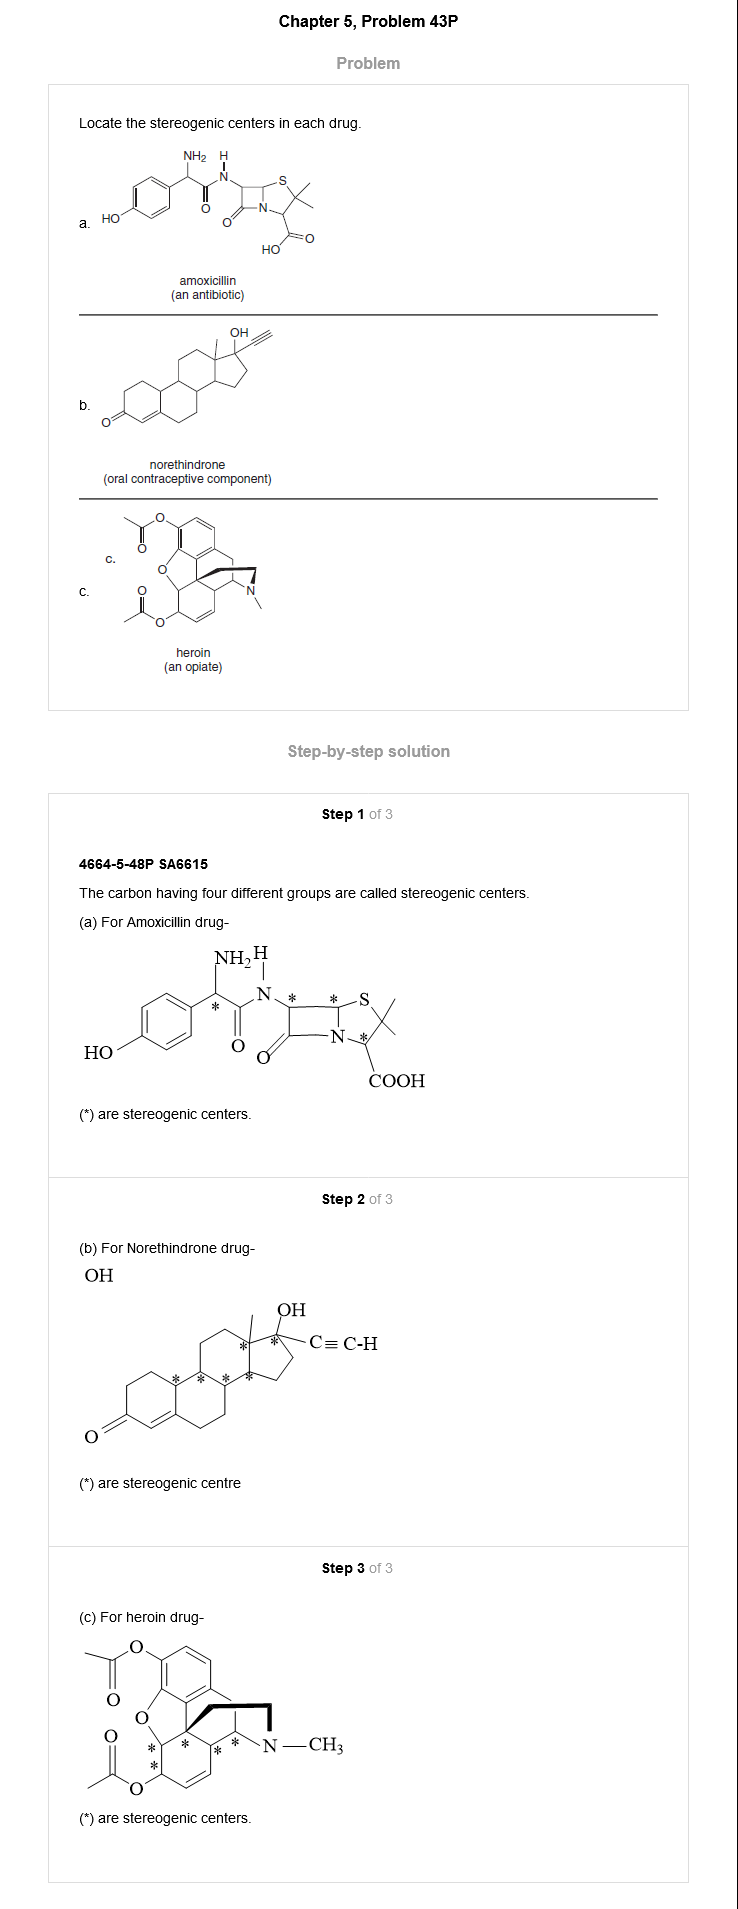 Chapter 5, Problem 43P
Problem
Locate the stereogenic centers in each drug.
NH₂ H
N
S
O
N
O
HO
a.
HO
O
amoxicillin
(an antibiotic)
OH
b.
O
norethindrone
(oral contraceptive component)
O
O
c.
O
c.
O
N
O
heroin
(an opiate)
Step-by-step solution
Step 1 of 3
4664-5-48P SA6615
The carbon having four different groups are called stereogenic centers.
(a) For Amoxicillin drug-
NH₂ H
N * * S
*
HO
O
O
N *
COOH
(*) are stereogenic centers.
Step 2 of 3
(b) For Norethindrone drug-
OH
OH
* * C≡C-H
* * * *
O
(*) are stereogenic centre
Step 3 of 3
(c) For heroin drug-
O
O
O
O
* * * * N—CH₃
*
O
(*) are stereogenic centers.